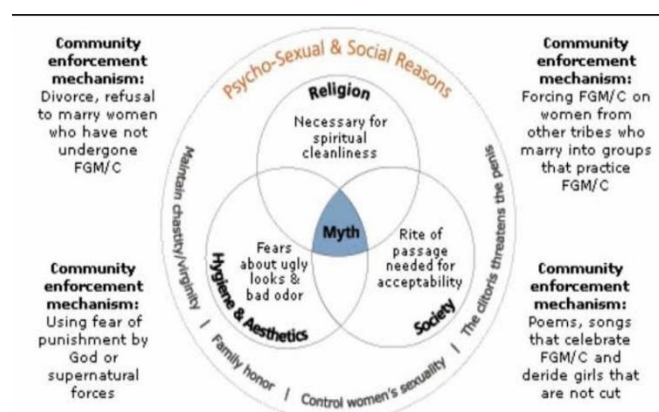 Community
enforcement
mechanism:
Divorce, refusal
to marry women
who have not
undergone
FGM/C
Psycho-Sexual & Social Reasons
Religion
Necessary for
spiritual
cleanliness
Community
enforcement
mechanism:
Forcing FGM/C on
women from
other tribes who
marry into groups
that practice
FGM/C
Myth
Fears
about ugly
looks &
bad odor
Hygiene & Aesthetics
Rite of
passage
needed for
acceptability
Society
Maintain chastity/virginity | Family honor | Control women's sexuality | The clitoris threatens the penis
Community
enforcement
mechanism:
Using fear of
punishment by
God or
supernatural
forces
Community
enforcement
mechanism:
Poems, songs
that celebrate
FGM/C and
deride girls that
are not cut